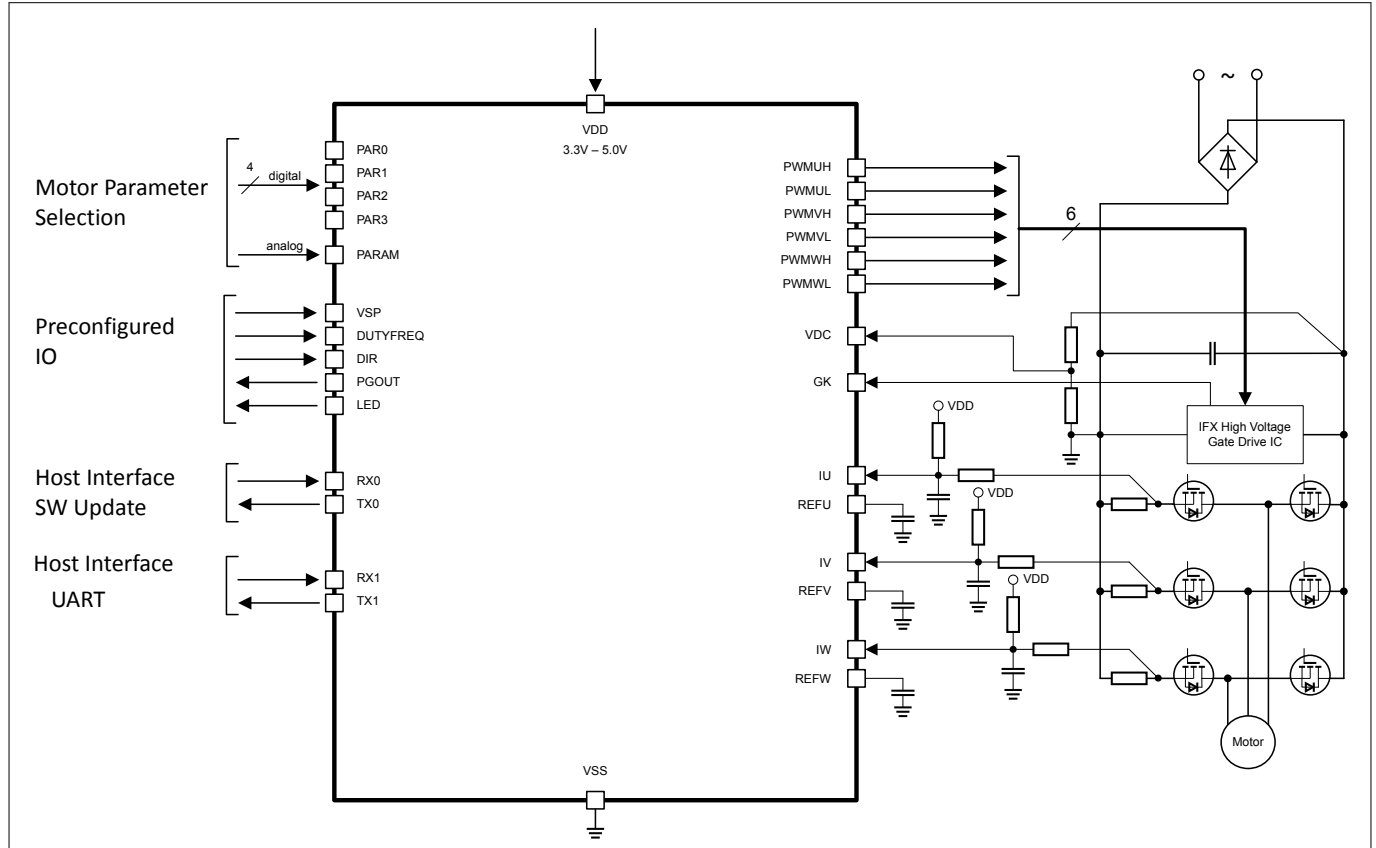 VDD
3.3V – 5.0V
Motor Parameter
Selection
4
digital
analog
PAR0
PAR1
PAR2
PAR3
PARAM
Preconfigured
IO
VSP
DUTYFREQ
DIR
PGOUT
LED
Host Interface
SW Update
RX0
TX0
Host Interface
UART
RX1
TX1
PWMUH
PWMUL
PWMVH
PWMVL
PWMWH
PWMWL
6
~
VDC
GK
IFX High Voltage
Gate Drive IC
VDD
IU
REFU
VDD
IV
REFV
VDD
IW
REFW
Motor
VSS